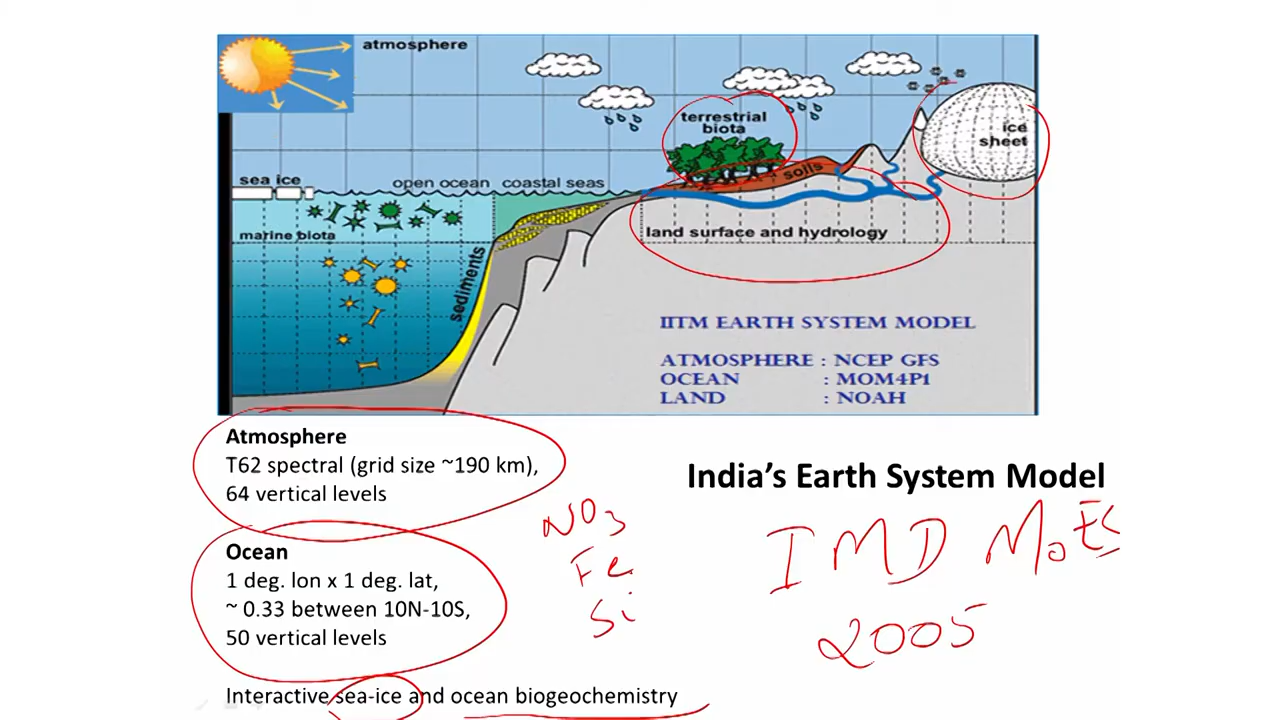 atmosphere
terrestrial
biota
ice
sheet
sea ice
open ocean
coastal seas
soils
marine biota
land surface and hydrology
sediments
IITM EARTH SYSTEM MODEL
ATMOSPHERE : NCEP GFS
OCEAN : MOM4P1
LAND : NOAH
Atmosphere
T62 spectral (grid size ~190 km),
64 vertical levels
India's Earth System Model
NO3
Fe
Si
IMD MoES
2005
Ocean
1 deg. lon x 1 deg. lat,
~ 0.33 between 10N-10S,
50 vertical levels
Interactive sea-ice and ocean biogeochemistry